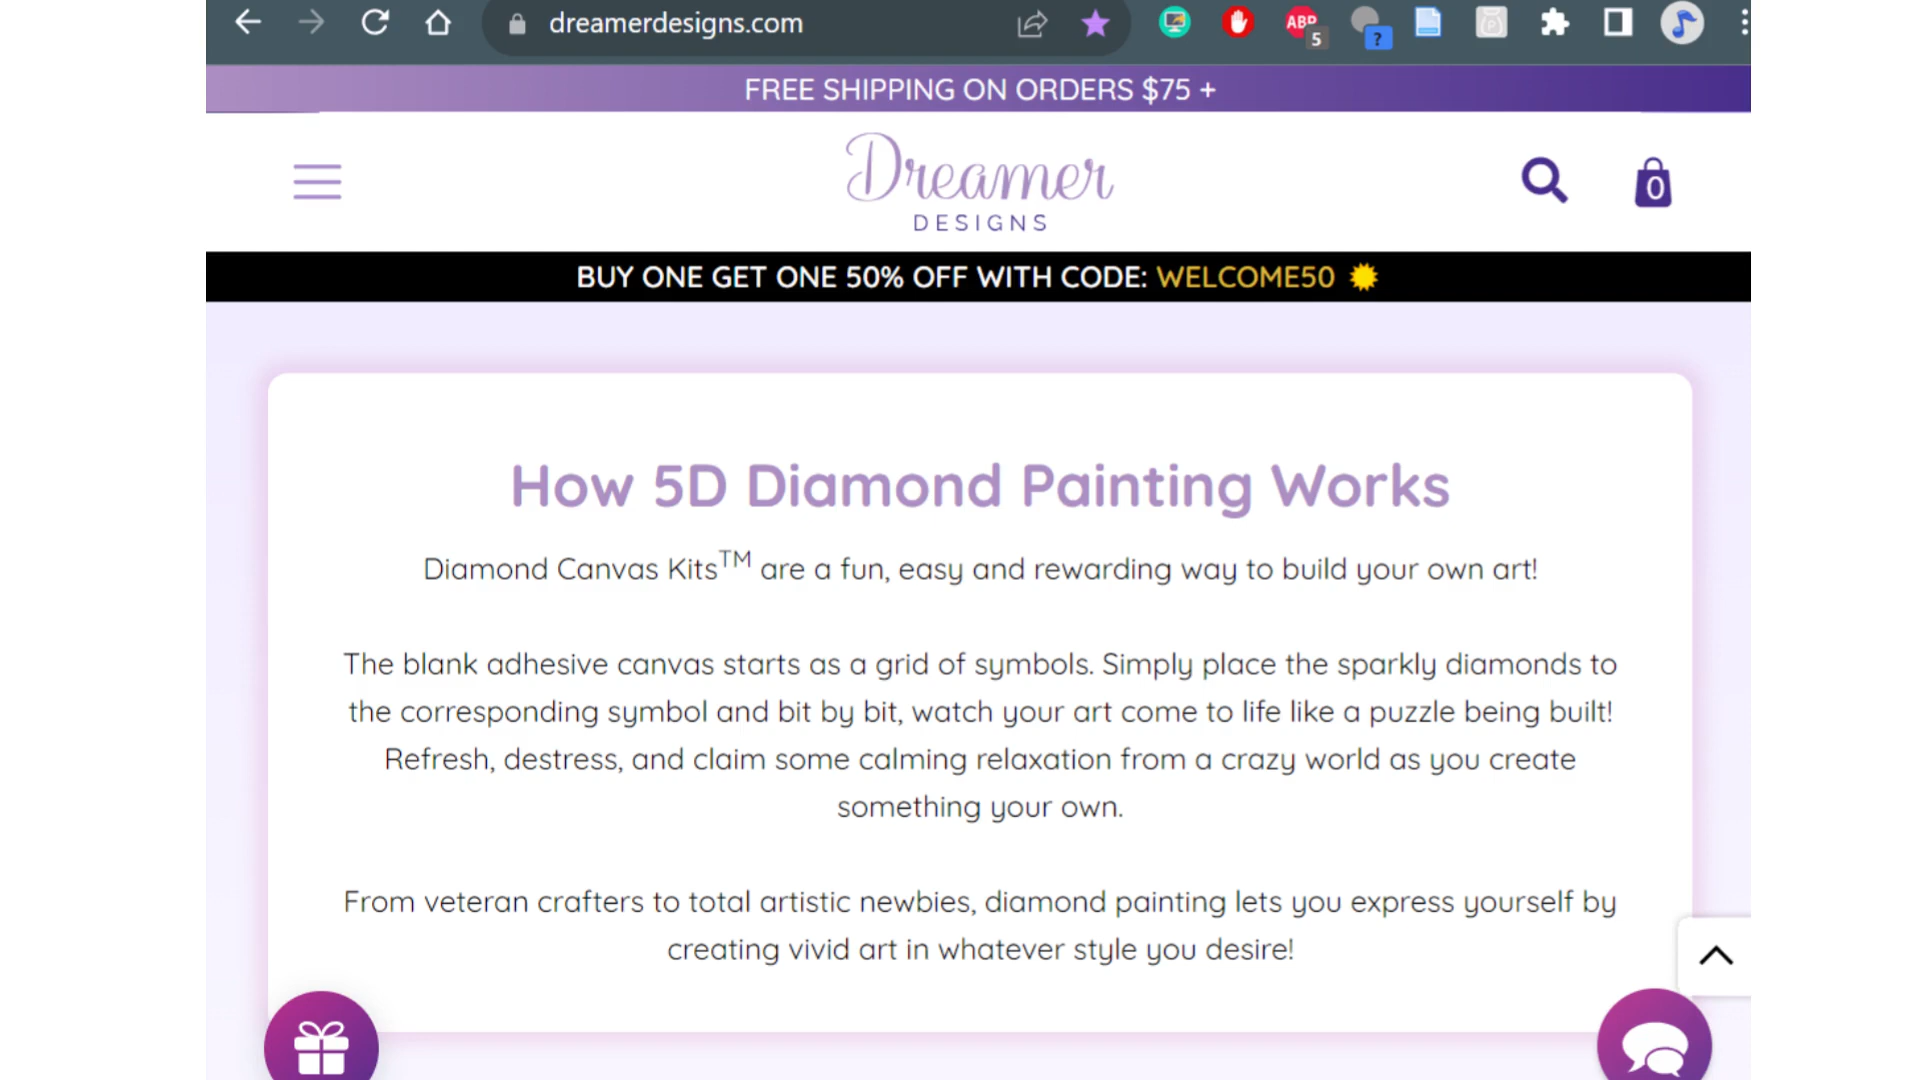 dreamerdesigns.com
ABP
5
?
FREE SHIPPING ON ORDERS $75 +
Dreamer
DESIGNS
0
BUY ONE GET ONE 50% OFF WITH CODE: WELCOME50
How 5D Diamond Painting Works
Diamond Canvas Kits™ are a fun, easy and rewarding way to build your own art!
The blank adhesive canvas starts as a grid of symbols. Simply place the sparkly diamonds to
the corresponding symbol and bit by bit, watch your art come to life like a puzzle being built!
Refresh, destress, and claim some calming relaxation from a crazy world as you create
something your own.
From veteran crafters to total artistic newbies, diamond painting lets you express yourself by
creating vivid art in whatever style you desire!